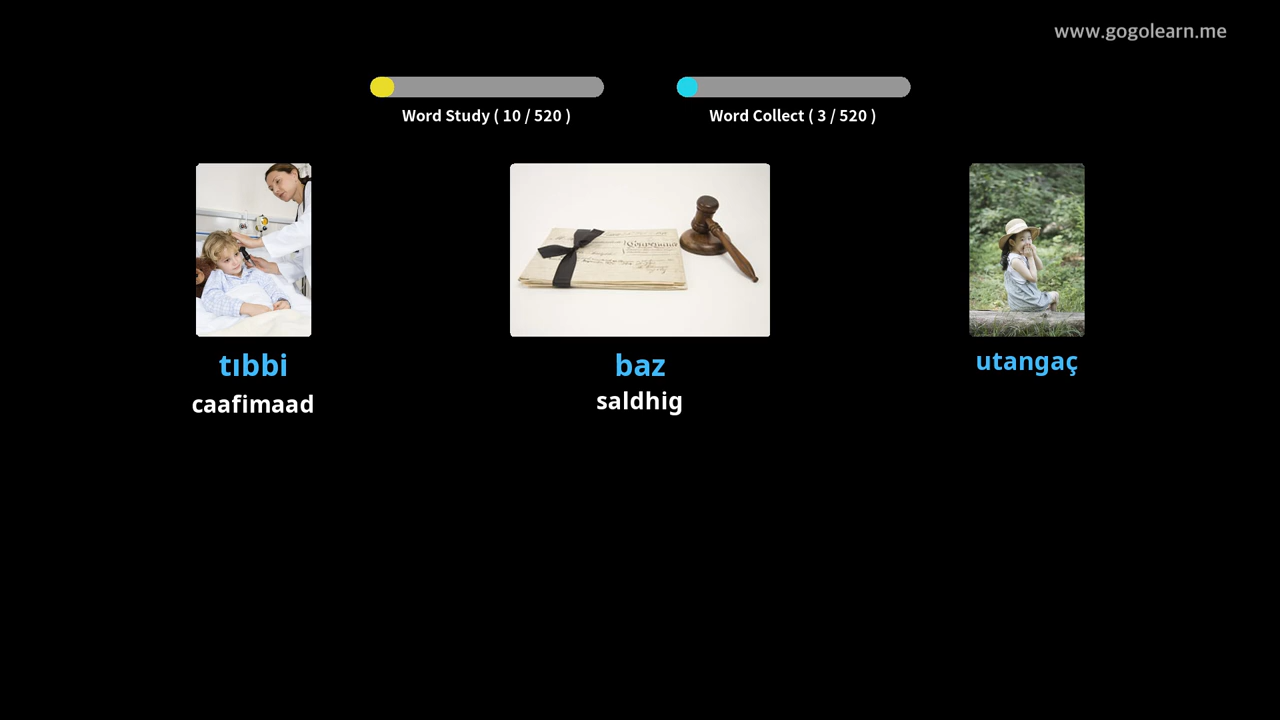 www.gogolearn.me
Word Study ( 10 / 520 )
Word Collect ( 3 / 520 )
tıbbi
baz
utangaç
caafimaad
saldhig